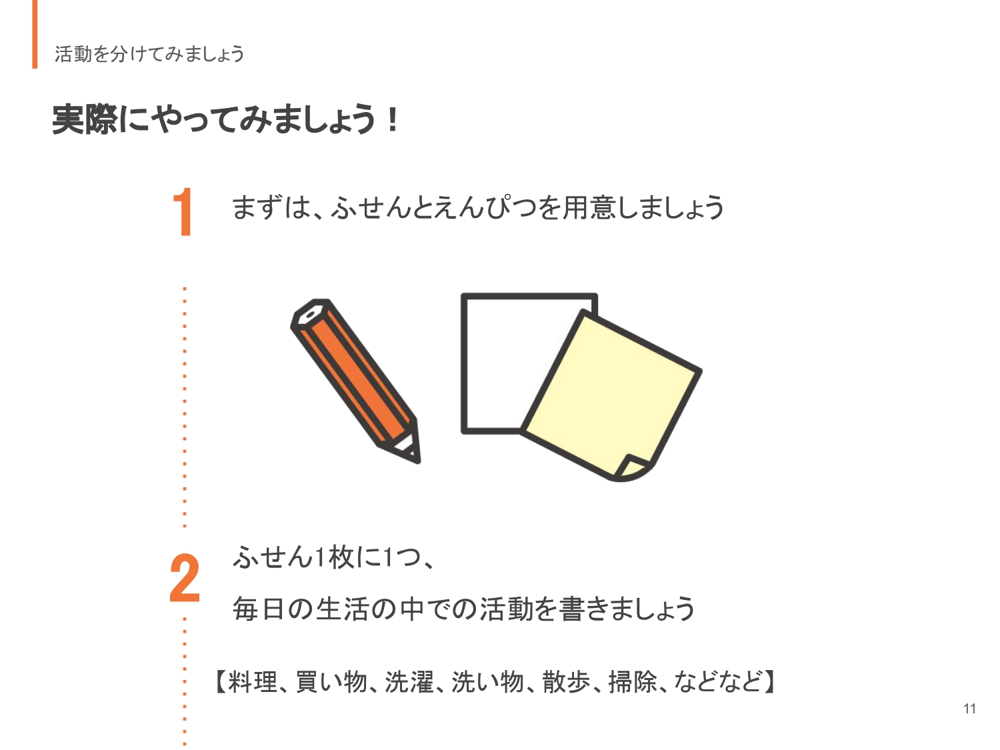 活動を分けてみましょう
実際にやってみましょう！
1 まずは、ふせんとえんぴつを用意しましょう
2 ふせん1枚に1つ、
毎日の生活の中での活動を書きましょう
【料理、買い物、洗濯、洗い物、散歩、掃除、などなど】
11